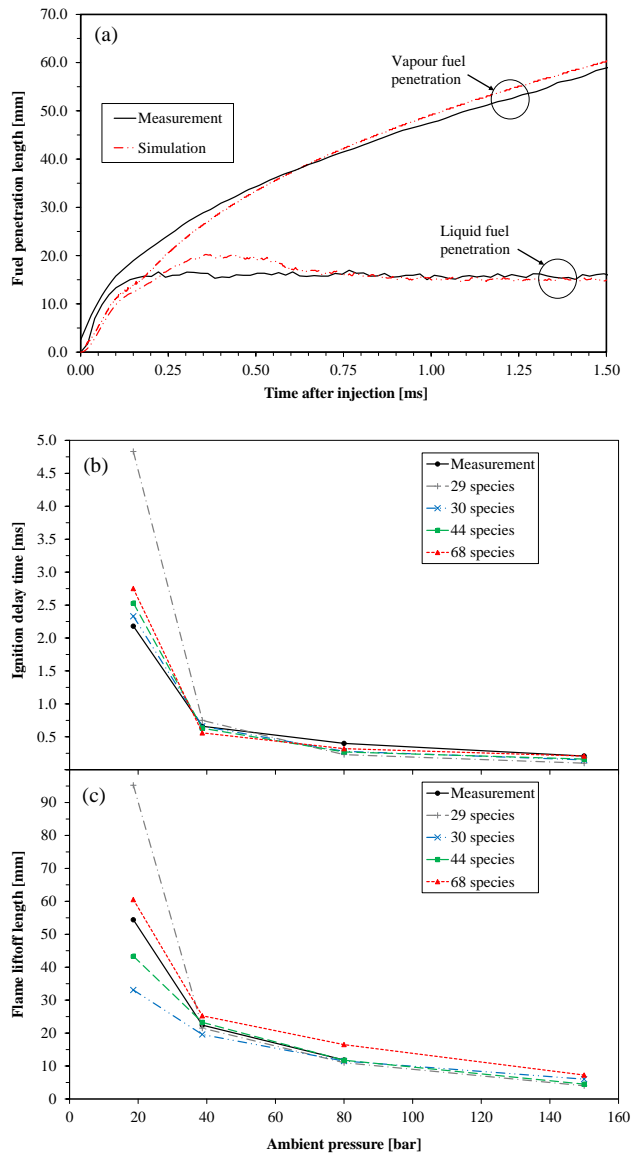 (a)
70.0
60.0
50.0
40.0
30.0
20.0
10.0
0.0
Fuel penetration length [mm]
Measurement
Simulation
Vapour fuel
penetration
Liquid fuel
penetration
0.00 0.25 0.50 0.75 1.00 1.25 1.50
Time after injection [ms]
(b)
5.0
4.5
4.0
3.5
3.0
2.5
2.0
1.5
1.0
0.5
Ignition delay time [ms]
Measurement
29 species
30 species
44 species
68 species
(c)
90
80
70
60
50
40
30
20
10
0
Flame liftoff length [mm]
Measurement
29 species
30 species
44 species
68 species
0 20 40 60 80 100 120 140 160
Ambient pressure [bar]